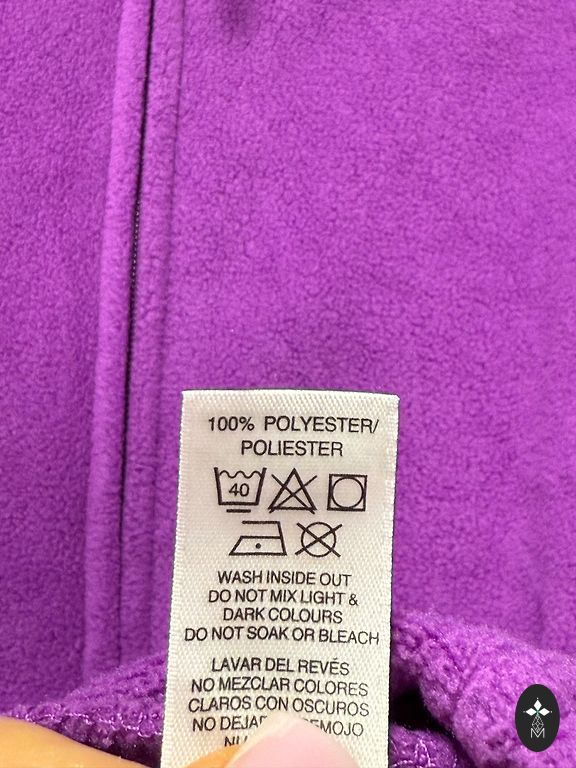 100% POLYESTER/
POLIESTER
40
WASH INSIDE OUT
DO NOT MIX LIGHT &
DARK COLOURS
DO NOT SOAK OR BLEACH
LAVAR DEL REVÉS
NO MEZCLAR COLORES
CLAROS CON OSCUROS
NO
M